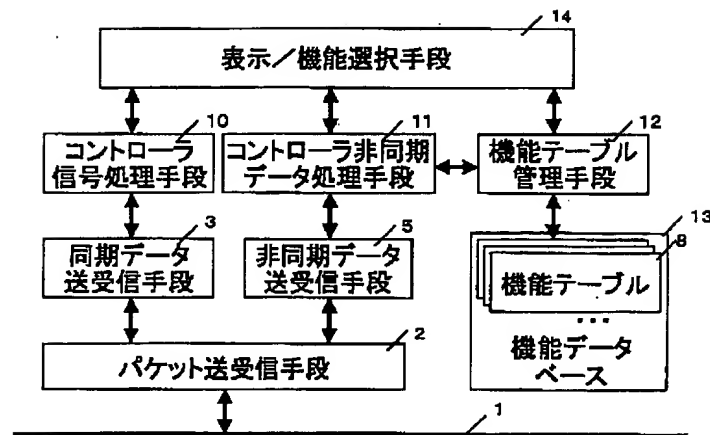 14
表示／機能選択手段
10
コントローラ
信号処理手段
11
コントローラ非同期
データ処理手段
12
機能テーブル
管理手段
3
同期データ
送受信手段
5
非同期データ
送受信手段
13
8
機能テーブル
...
機能データ
ベース
2
パケット送受信手段
1